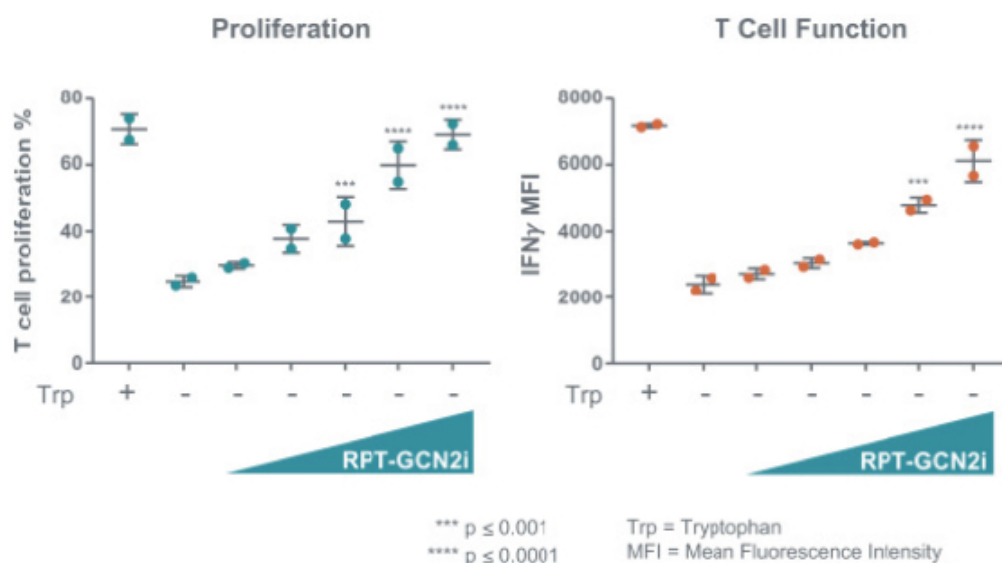 Proliferation
T cell proliferation %
80
60
40
20
0
***
****
****
Trp + - - - - - -
RPT-GCN2i
T Cell Function
IFNγ MFI
8000
6000
4000
2000
0
***
****
Trp + - - - - - -
RPT-GCN2i
*** p ≤ 0.001
**** p ≤ 0.0001
Trp = Tryptophan
MFI = Mean Fluorescence Intensity